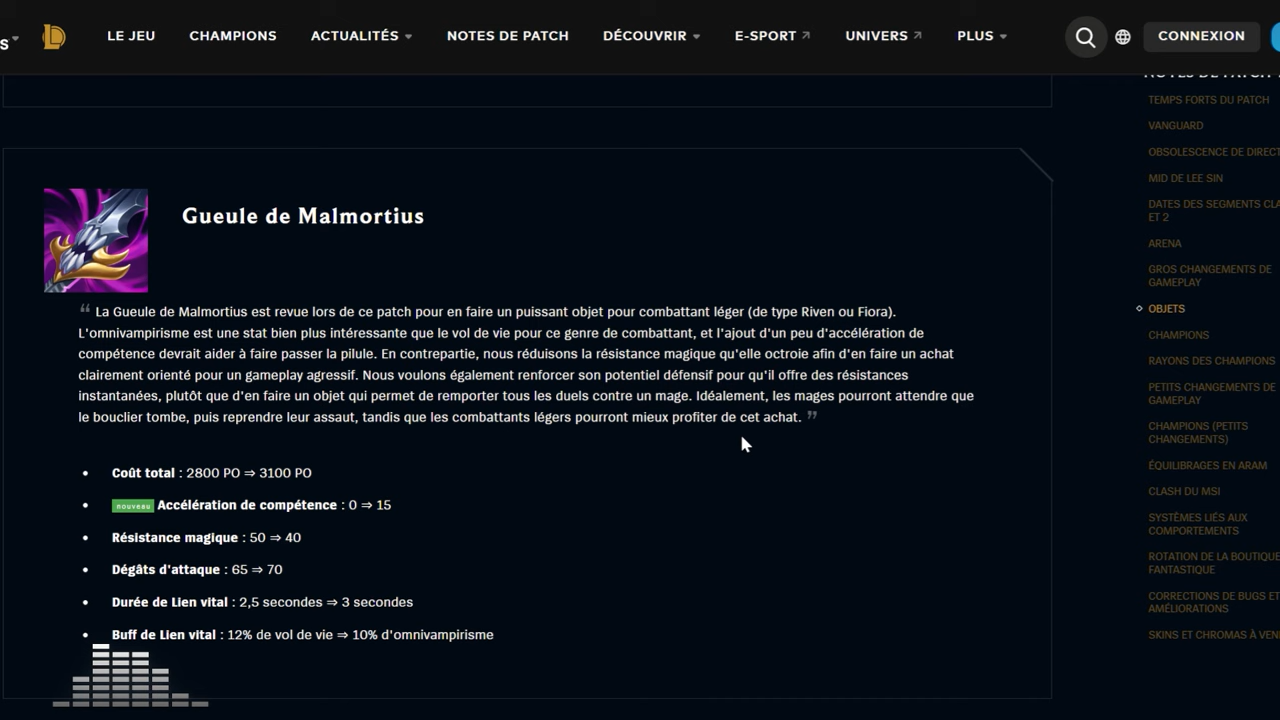 S
LE JEU
CHAMPIONS
ACTUALITÉS
NOTES DE PATCH
DÉCOUVRIR
E-SPORT
UNIVERS
PLUS
CONNEXION
Gueule de Malmortius
“ La Gueule de Malmortius est revue lors de ce patch pour en faire un puissant objet pour combattant léger (de type Riven ou Fiora).
L'omnivampirisme est une stat bien plus intéressante que le vol de vie pour ce genre de combattant, et l'ajout d'un peu d'accélération de
compétence devrait aider à faire passer la pilule. En contrepartie, nous réduisons la résistance magique qu'elle octroie afin d'en faire un achat
clairement orienté pour un gameplay agressif. Nous voulons également renforcer son potentiel défensif pour qu'il offre des résistances
instantanées, plutôt que d'en faire un objet qui permet de remporter tous les duels contre un mage. Idéalement, les mages pourront attendre que
le bouclier tombe, puis reprendre leur assaut, tandis que les combattants légers pourront mieux profiter de cet achat. ”
• Coût total : 2800 PO ⇒ 3100 PO
• nouveau Accélération de compétence : 0 ⇒ 15
• Résistance magique : 50 ⇒ 40
• Dégâts d'attaque : 65 ⇒ 70
• Durée de Lien vital : 2,5 secondes ⇒ 3 secondes
• Buff de Lien vital : 12% de vol de vie ⇒ 10% d'omnivampirisme
NOTES DE PATCH
TEMPS FORTS DU PATCH
VANGUARD
OBSOLESCENCE DE DIRECT
MID DE LEE SIN
DATES DES SEGMENTS CLA
ET 2
ARENA
GROS CHANGEMENTS DE
GAMEPLAY
OBJETS
CHAMPIONS
RAYONS DES CHAMPIONS
PETITS CHANGEMENTS DE
GAMEPLAY
CHAMPIONS (PETITS
CHANGEMENTS)
ÉQUILIBRAGES EN ARAM
CLASH DU MSI
SYSTÈMES LIÉS AUX
COMPORTEMENTS
ROTATION DE LA BOUTIQUE
FANTASTIQUE
CORRECTIONS DE BUGS ET
AMÉLIORATIONS
SKINS ET CHROMAS À VEN